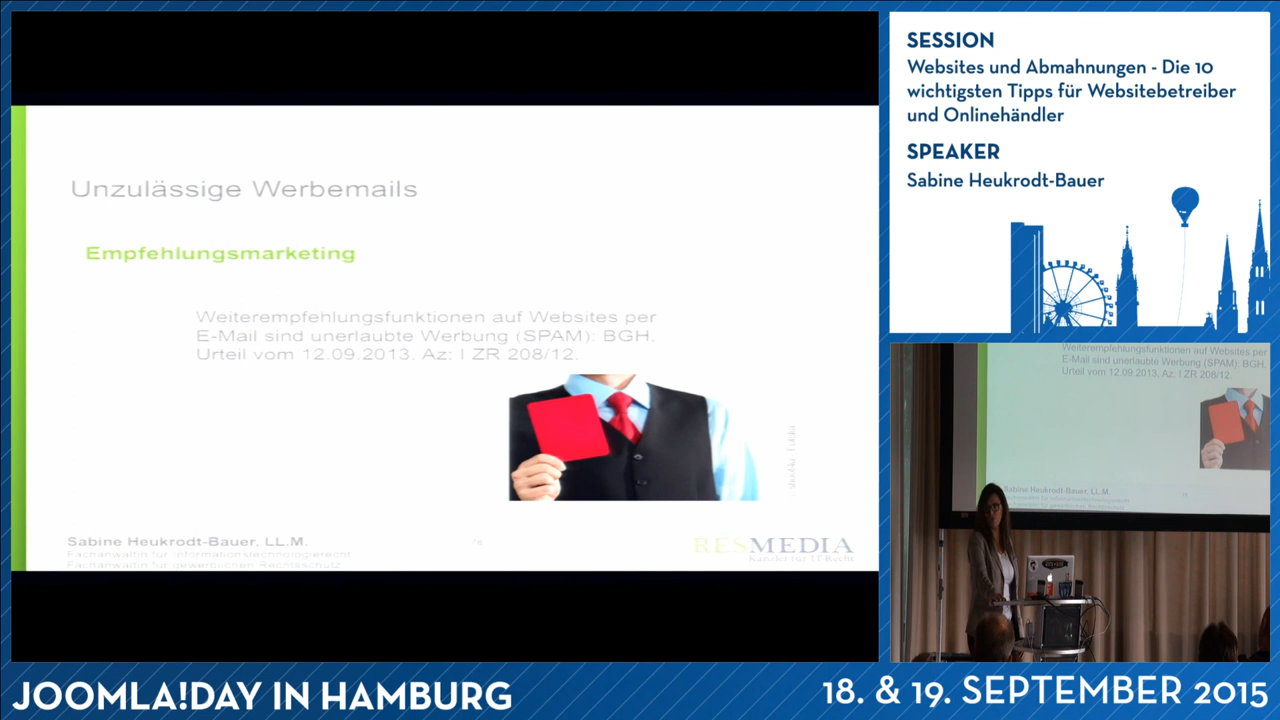 Unzulässige Werbemails
Empfehlungsmarketing
Weiterempfehlungsfunktionen auf Websites per
E-Mail sind unerlaubte Werbung (SPAM): BGH,
Urteil vom 12.09.2013, Az: I ZR 208/12.
Sabine Heukrodt-Bauer, LL.M.
Fachanwältin für Informationstechnologierecht
Fachanwältin für gewerblichen Rechtsschutz
RESMEDIA
Kanzlei für IT-Recht
SESSION
Websites und Abmahnungen - Die 10
wichtigsten Tipps für Websitebetreiber
und Onlinehändler
SPEAKER
Sabine Heukrodt-Bauer
Weiterempfehlungsfunktionen auf Websites per
E-Mail sind unerlaubte Werbung (SPAM): BGH,
Urteil vom 12.09.2013, Az: I ZR 208/12.
Sabine Heukrodt-Bauer, LL.M.
JOOMLA!DAY IN HAMBURG
18. & 19. SEPTEMBER 2015